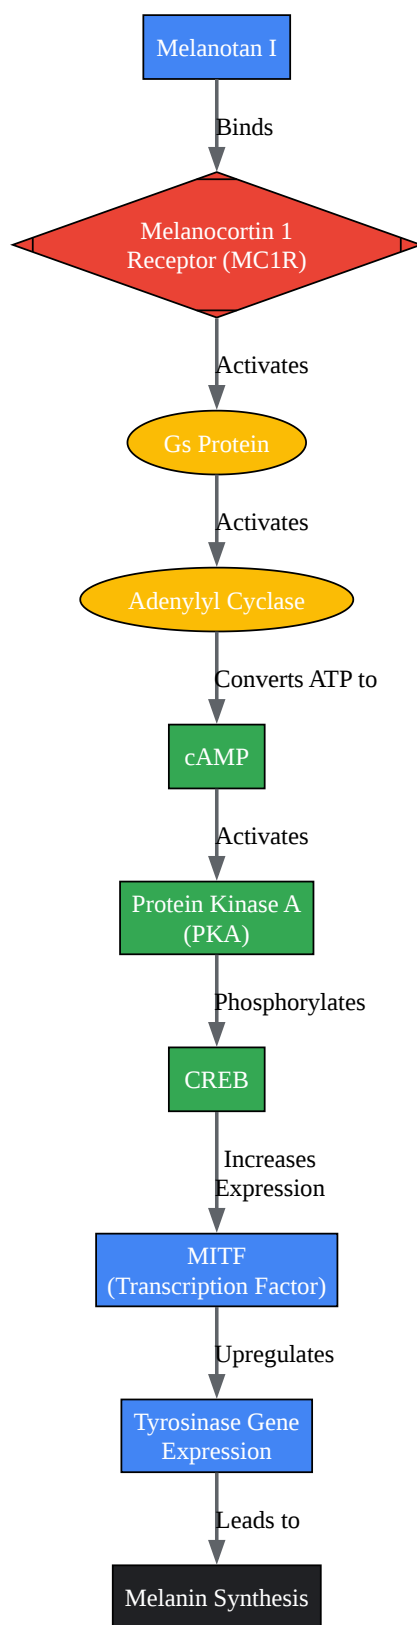 Melanotan I
Binds
Melanocortin 1
Receptor (MC1R)
Activates
Gs Protein
Activates
Adenylyl Cyclase
Converts ATP to
cAMP
Activates
Protein Kinase A
(PKA)
Phosphorylates
CREB
Increases
Expression
MITF
(Transcription Factor)
Upregulates
Tyrosinase Gene
Expression
Leads to
Melanin Synthesis